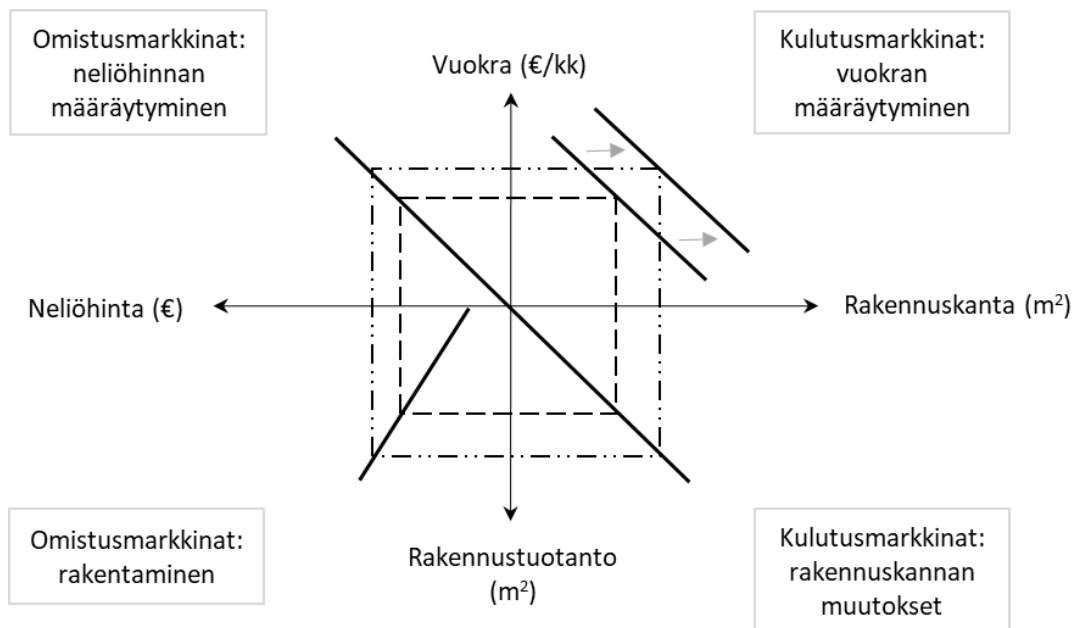 Omistusmarkkinat:
neliöhinnan
määräytyminen
Vuokra (€/kk)
Kulutusmarkkinat:
vuokran
määräytyminen
Neliöhinta (€)
Rakennuskanta (m²)
Omistusmarkkinat:
rakentaminen
Rakennustuotanto
(m²)
Kulutusmarkkinat:
rakennuskannan
muutokset